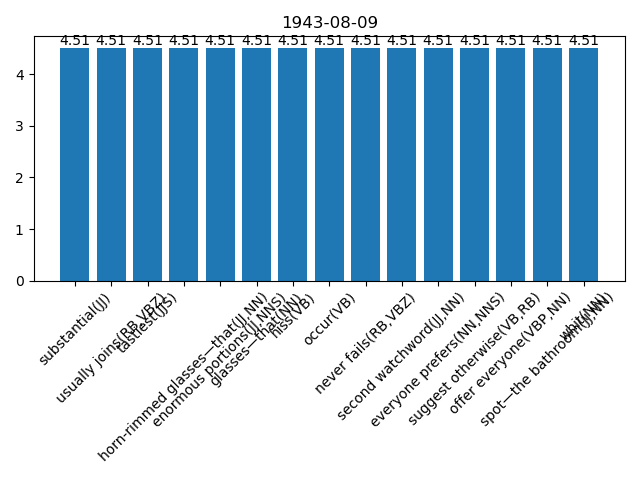 1943-08-09
4.51 4.51 4.51 4.51 4.51 4.51 4.51 4.51 4.51 4.51 4.51 4.51 4.51 4.51 4.51
4
3
2
1
0
substantial(JJ)
usually joins(RB,VBZ)
tastiest(JJS)
horn-rimmed glasses—that(JJ,NN)
enormous portions(JJ,NNS)
glasses—that(NN)
hiss(VB)
occur(VB)
never fails(RB,VBZ)
second watchword(JJ,NN)
everyone prefers(NN,NNS)
suggest otherwise(VB,RB)
offer everyone(VBP,NN)
spot—the bathroom(JJ,NN)